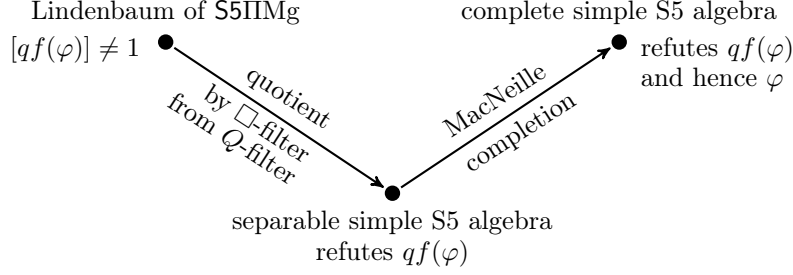 Lindenbaum of S5ΠMg
[qf(φ)] ≠ 1
quotient
by □-filter
from Q-filter
separable simple S5 algebra
refutes qf(φ)
MacNeille
completion
complete simple S5 algebra
refutes qf(φ)
and hence φ